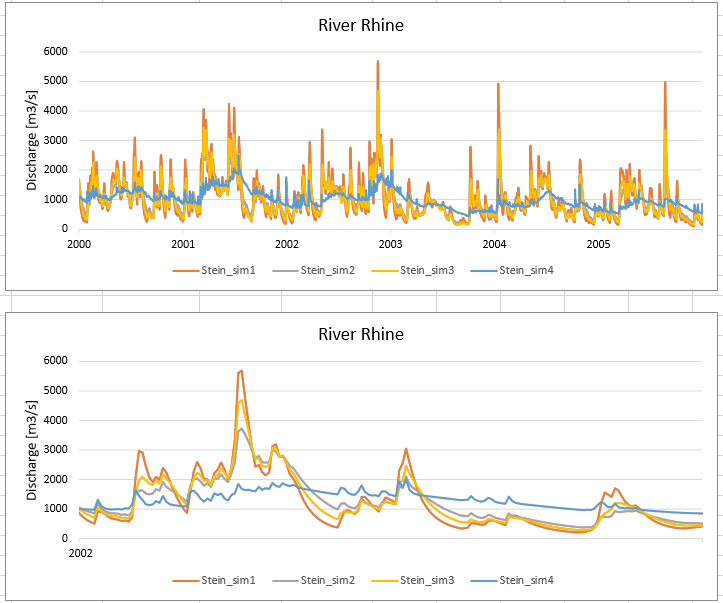 River Rhine
Discharge [m3/s]
6000
5000
4000
3000
2000
1000
0
2000 2001 2002 2003 2004 2005
Stein_sim1 Stein_sim2 Stein_sim3 Stein_sim4
River Rhine
Discharge [m3/s]
6000
5000
4000
3000
2000
1000
0
2002
Stein_sim1 Stein_sim2 Stein_sim3 Stein_sim4